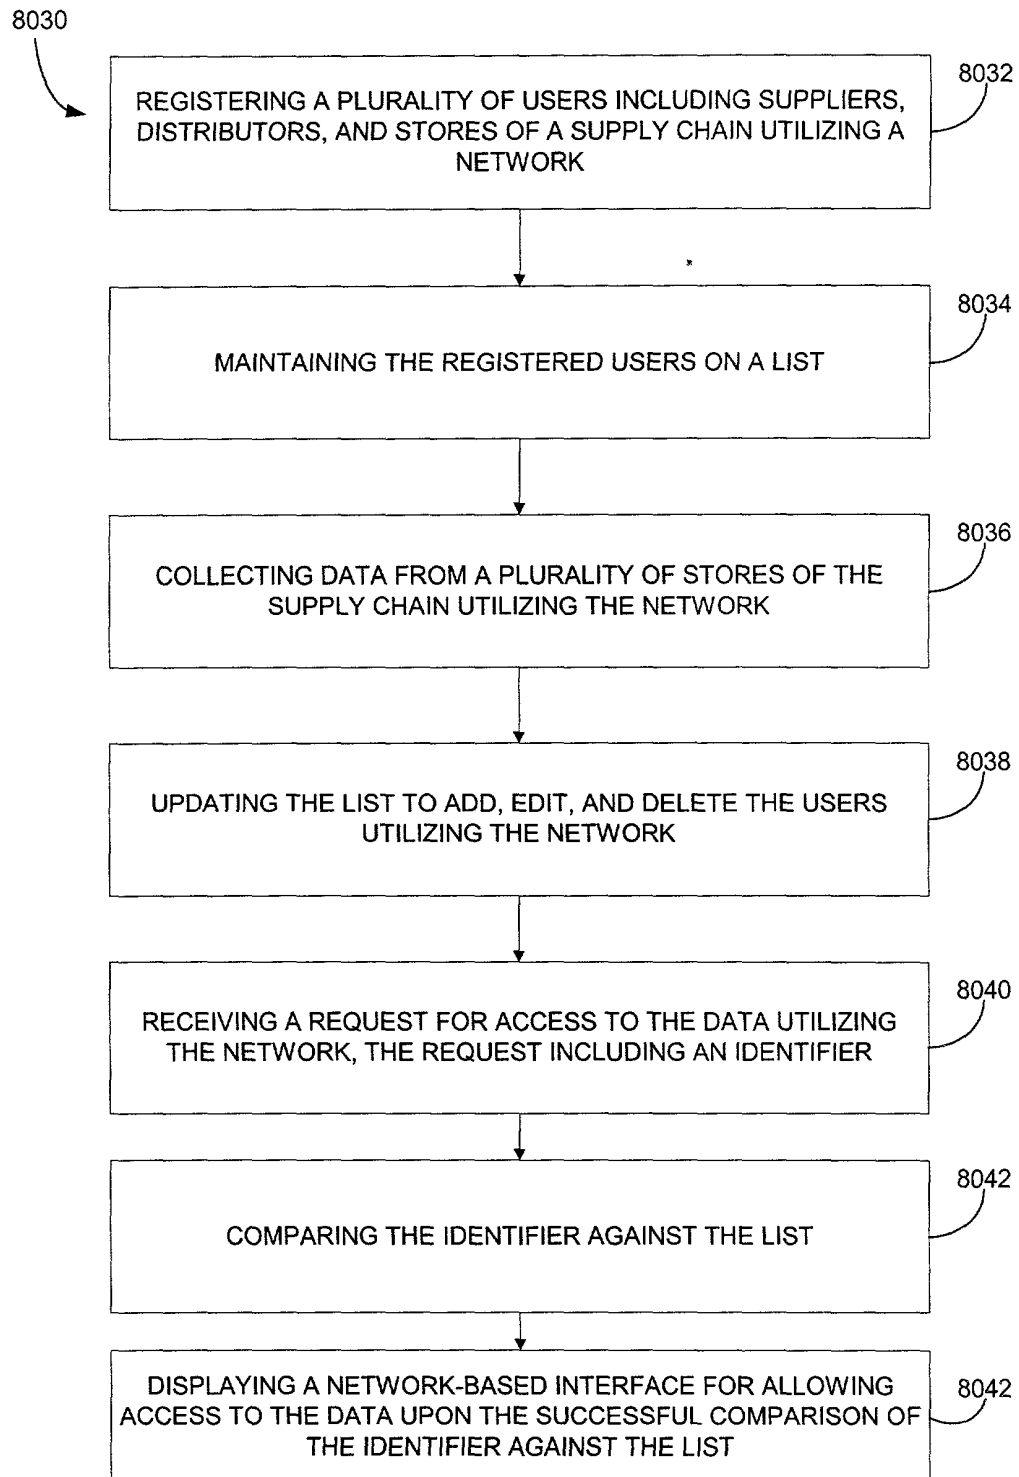 8030
8032
REGISTERING A PLURALITY OF USERS INCLUDING SUPPLIERS,
DISTRIBUTORS, AND STORES OF A SUPPLY CHAIN UTILIZING A
NETWORK
8034
MAINTAINING THE REGISTERED USERS ON A LIST
8036
COLLECTING DATA FROM A PLURALITY OF STORES OF THE
SUPPLY CHAIN UTILIZING THE NETWORK
8038
UPDATING THE LIST TO ADD, EDIT, AND DELETE THE USERS
UTILIZING THE NETWORK
8040
RECEIVING A REQUEST FOR ACCESS TO THE DATA UTILIZING
THE NETWORK, THE REQUEST INCLUDING AN IDENTIFIER
8042
COMPARING THE IDENTIFIER AGAINST THE LIST
8042
DISPLAYING A NETWORK-BASED INTERFACE FOR ALLOWING
ACCESS TO THE DATA UPON THE SUCCESSFUL COMPARISON OF
THE IDENTIFIER AGAINST THE LIST